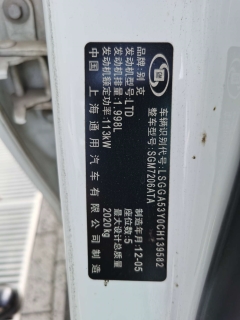 品牌:别克
车辆识别代号:LSGGA53Y0CH139582
整车型号:SGM7206ATA
发动机型号:LTD
发动机排量:1.998L
发动机额定功率:113kW
制造年月:12-05
座位数:5
最大设计总质量
2020kg
中国 上海通用汽车有限公司制造